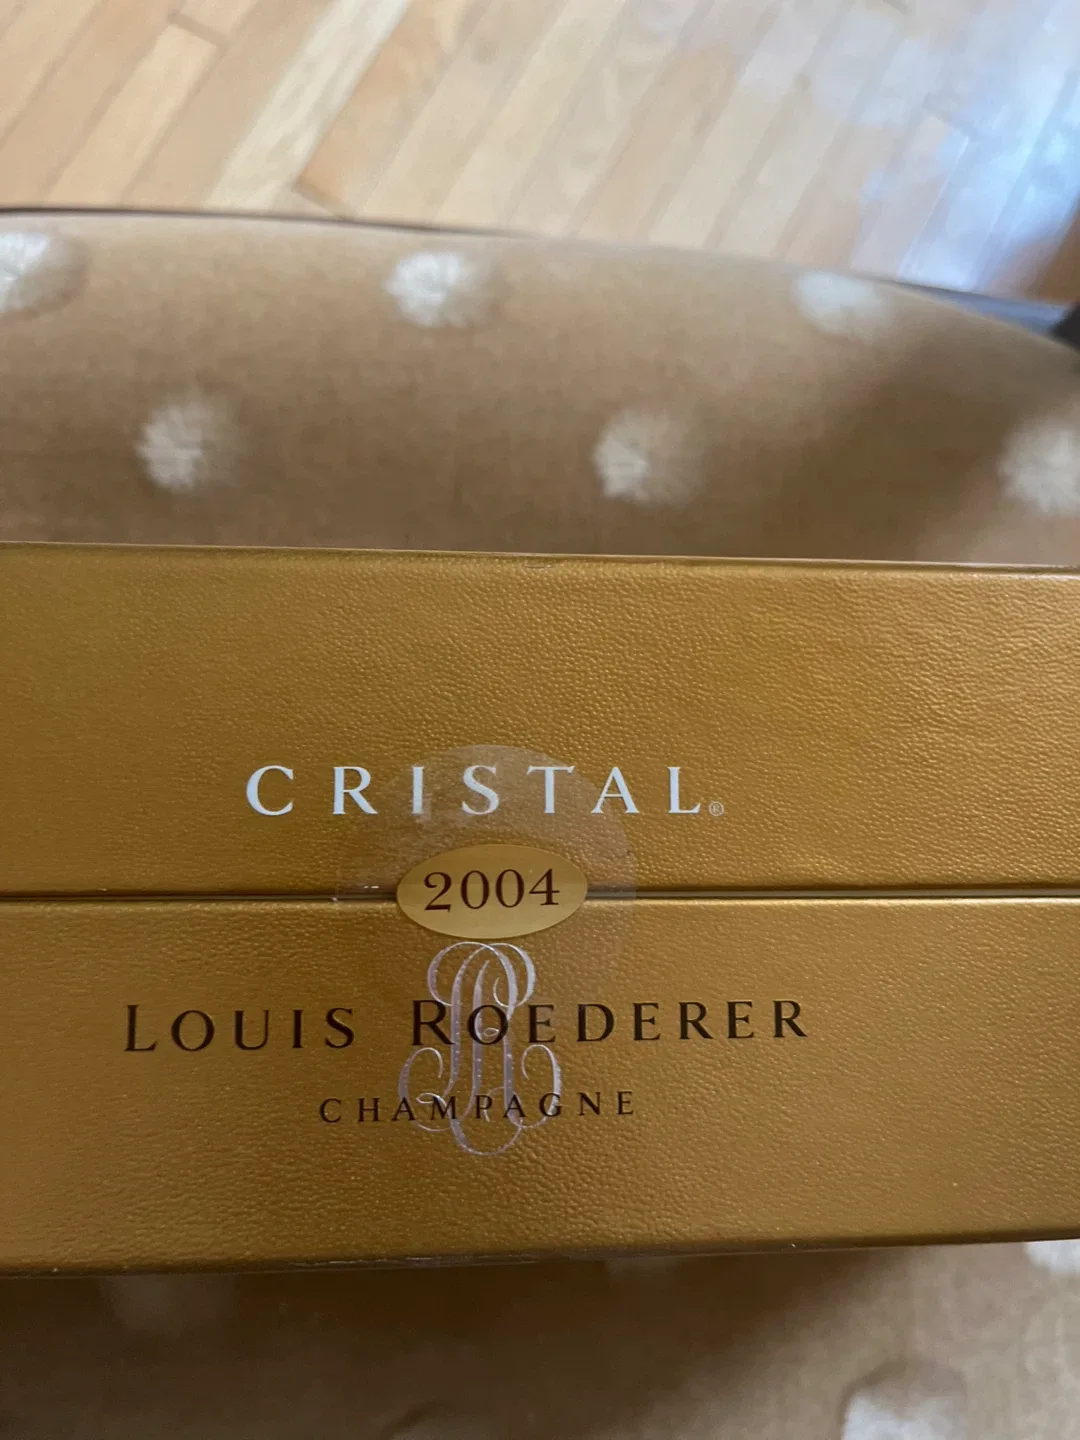 CRISTAL®
2004
LOUIS ROEDERER
CHAMPAGNE